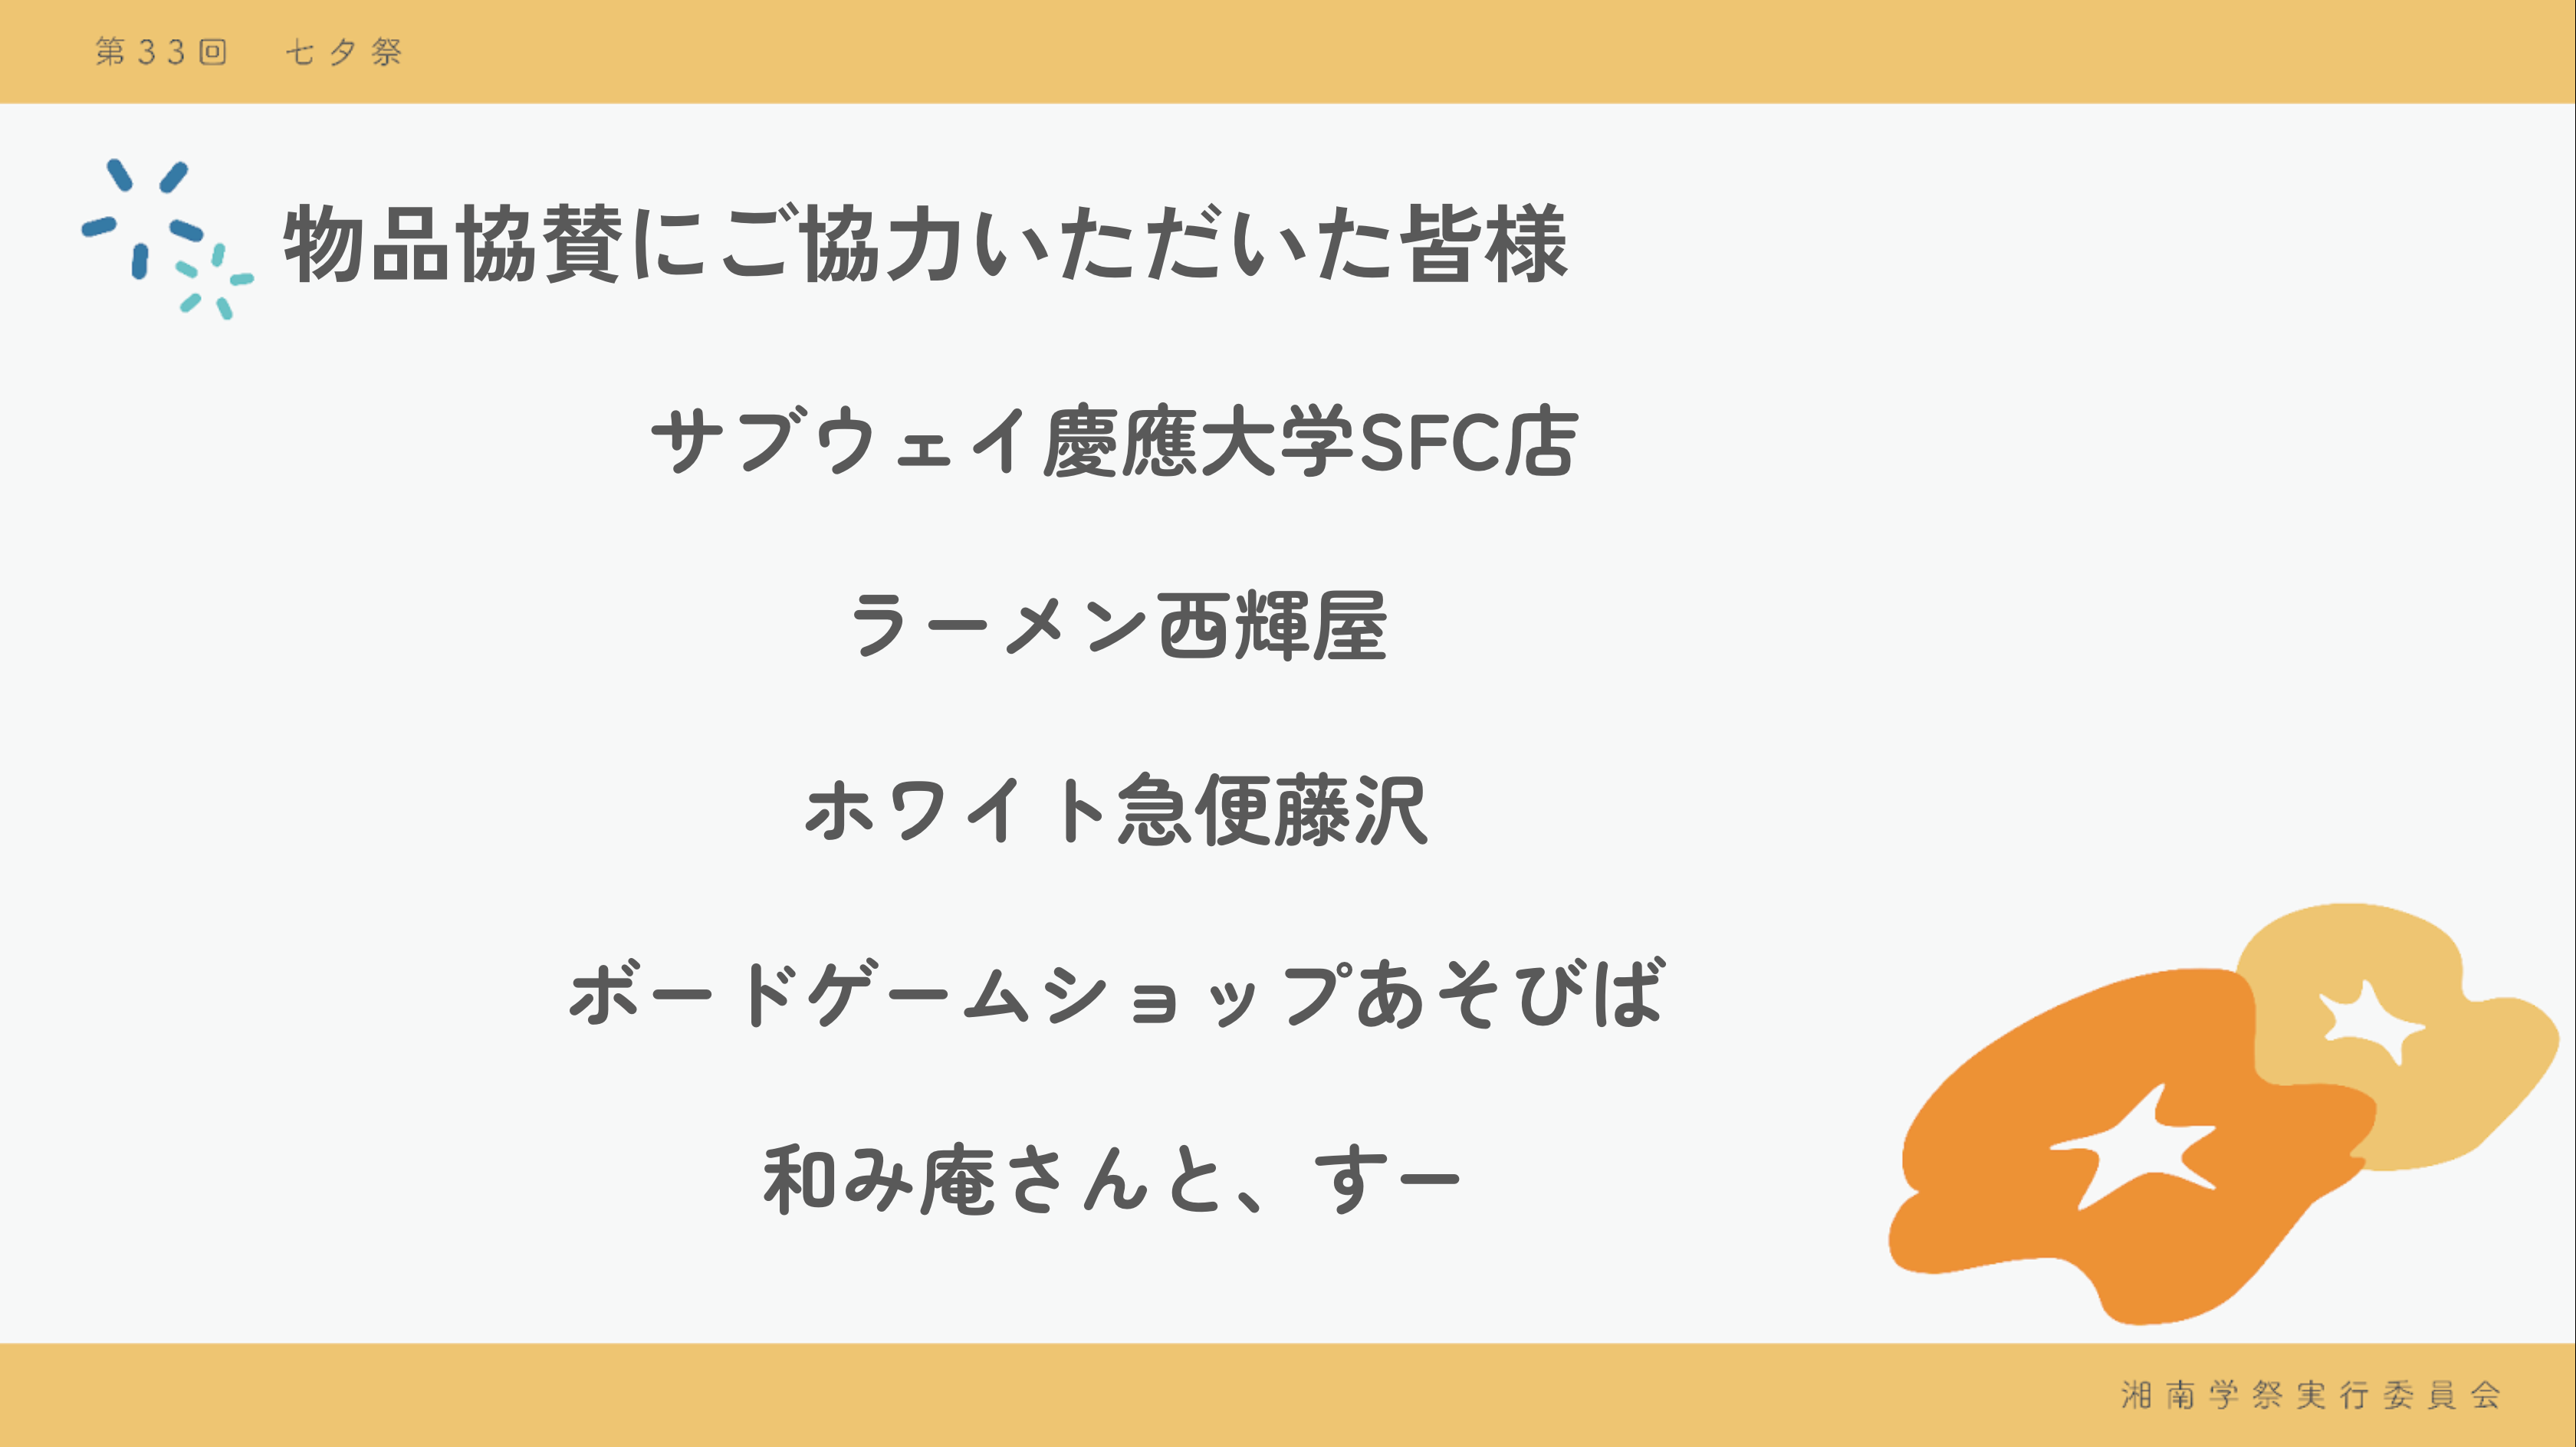 第33回　七夕祭
物品協賛にご協力いただいた皆様
サブウェイ慶應大学SFC店
ラーメン西輝屋
ホワイト急便藤沢
ボードゲームショップあそびば
和み庵さんと、すー
湘南学祭実行委員会